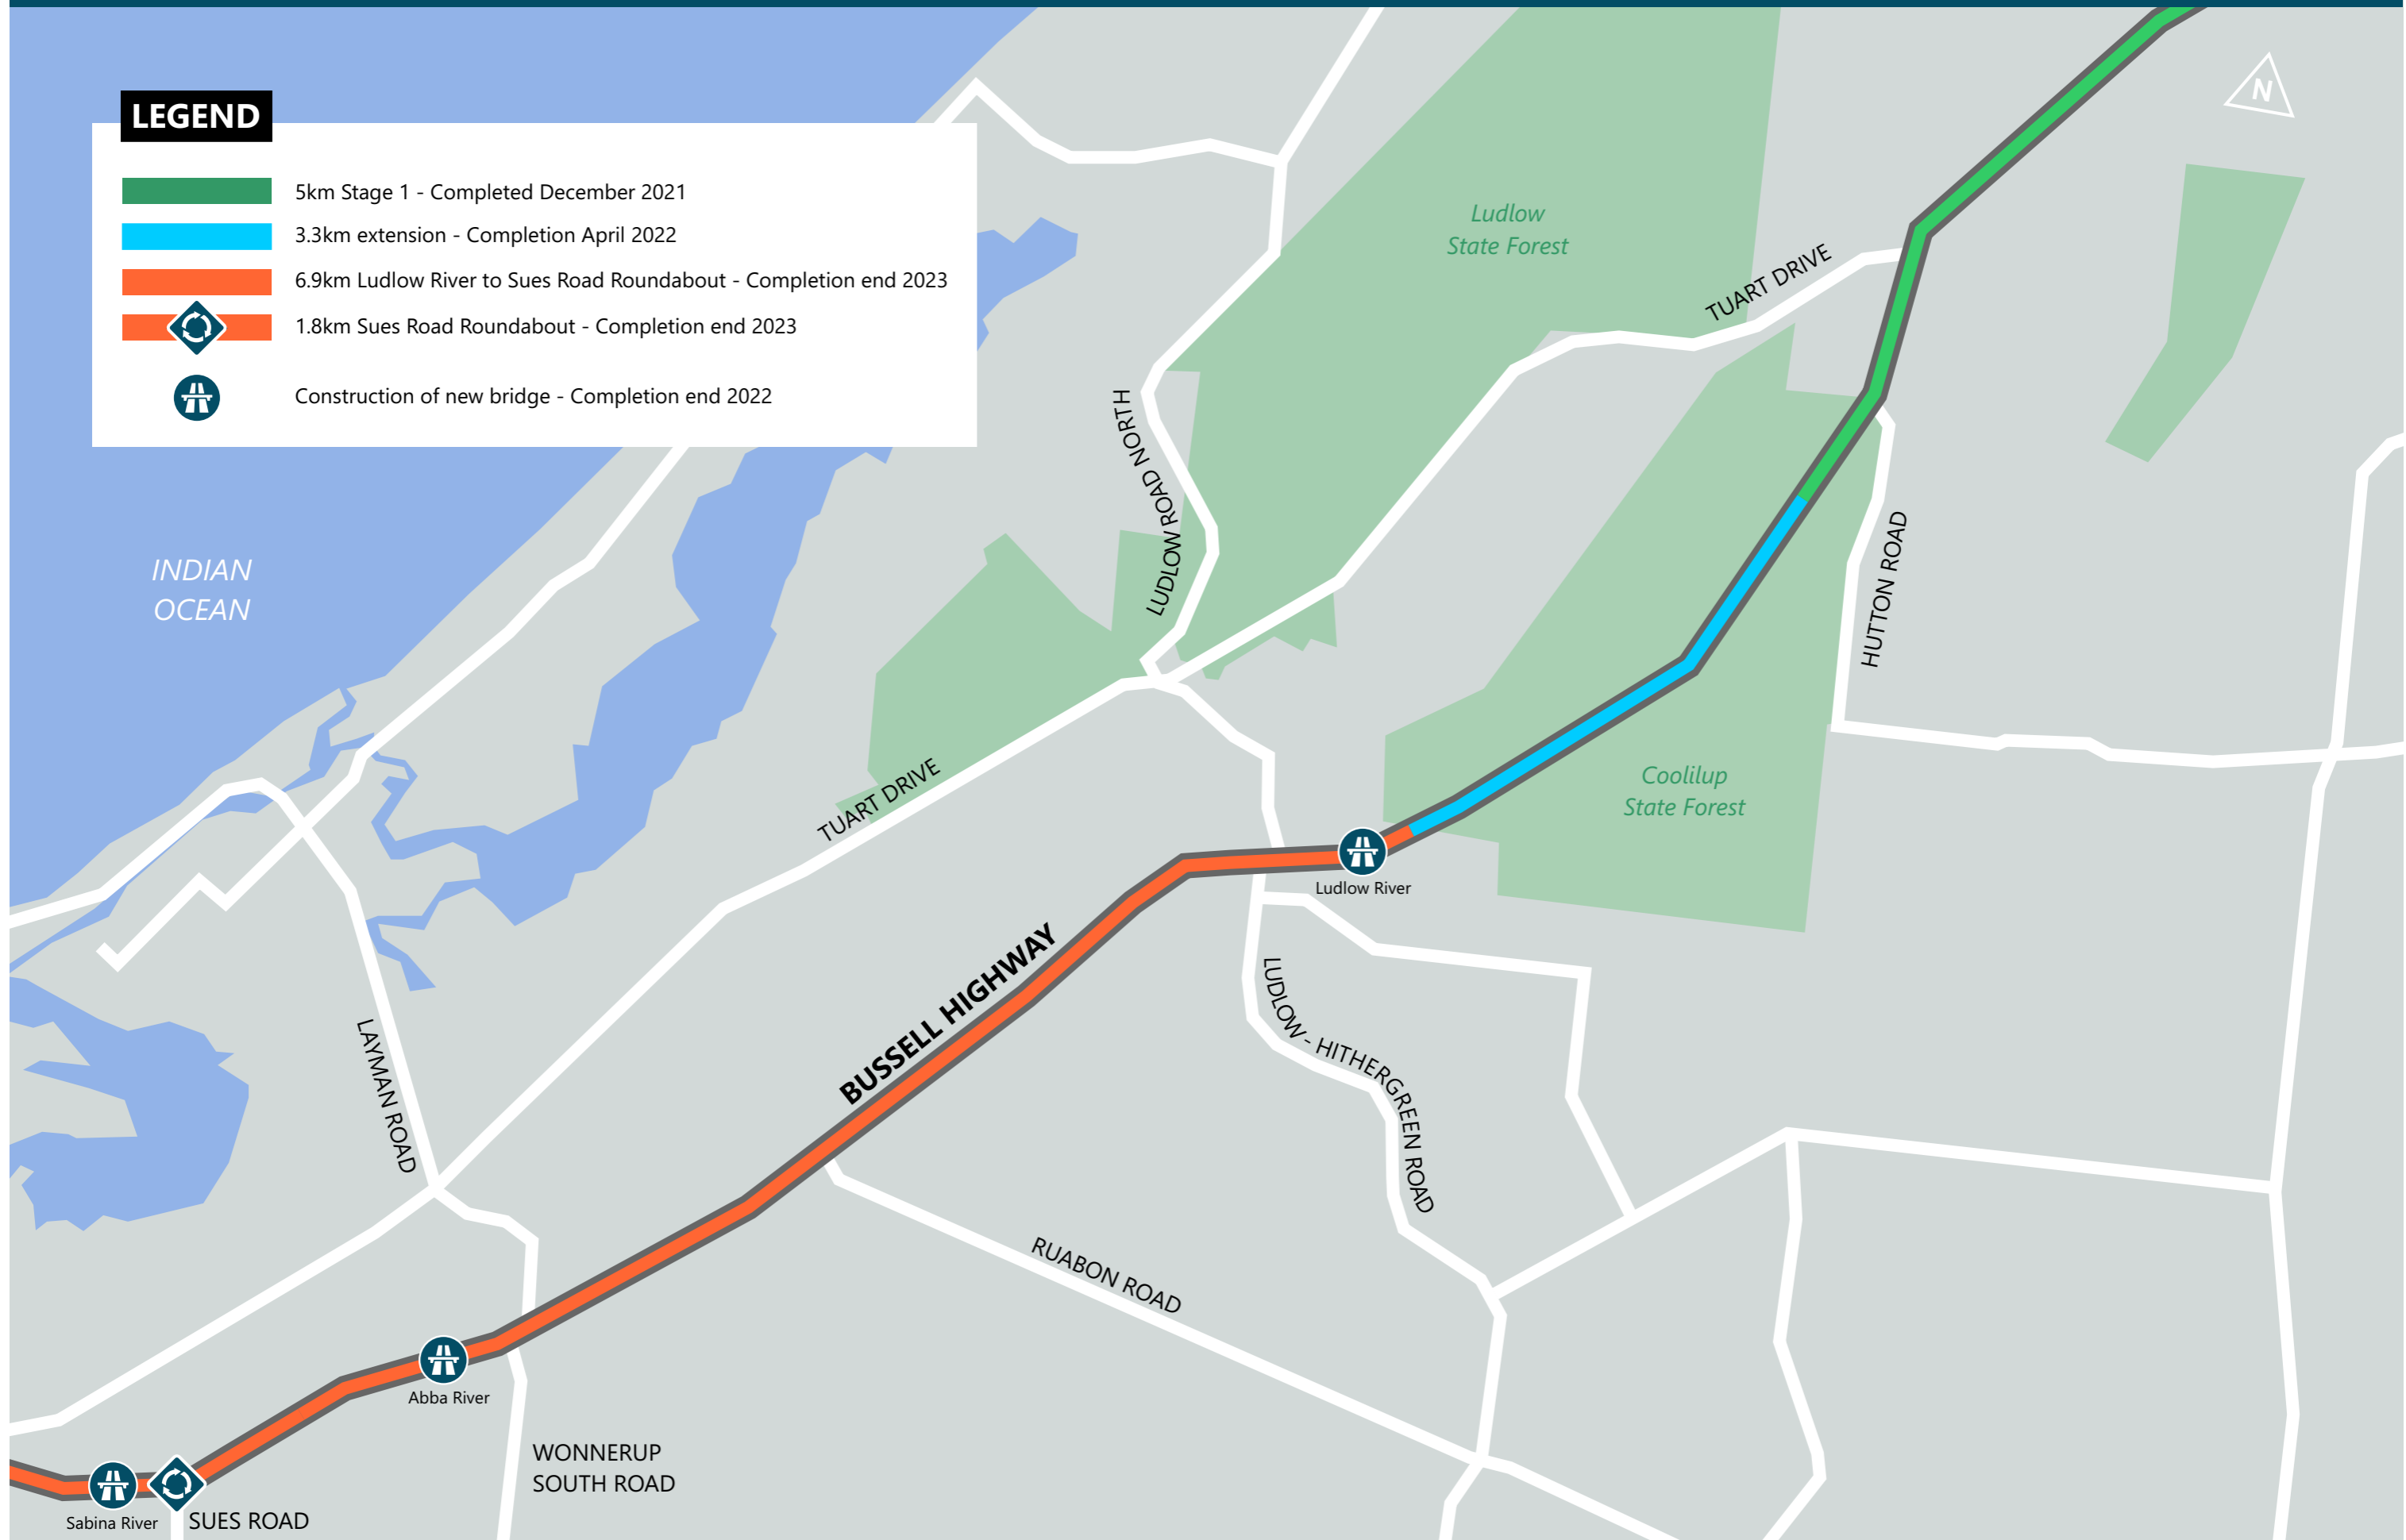 LEGEND
5km Stage 1 - Completed December 2021
3.3km extension - Completion April 2022
6.9km Ludlow River to Sues Road Roundabout - Completion end 2023
1.8km Sues Road Roundabout - Completion end 2023
Construction of new bridge - Completion end 2022
N
Ludlow
State Forest
TUART DRIVE
LUDLOW ROAD NORTH
HUTTON ROAD
INDIAN
OCEAN
TUART DRIVE
Coolilup
State Forest
Ludlow River
BUSSELL HIGHWAY
LUDLOW - HITHERGREEN ROAD
LAYMAN ROAD
RUABON ROAD
Abba River
WONNERUP
SOUTH ROAD
Sabina River
SUES ROAD